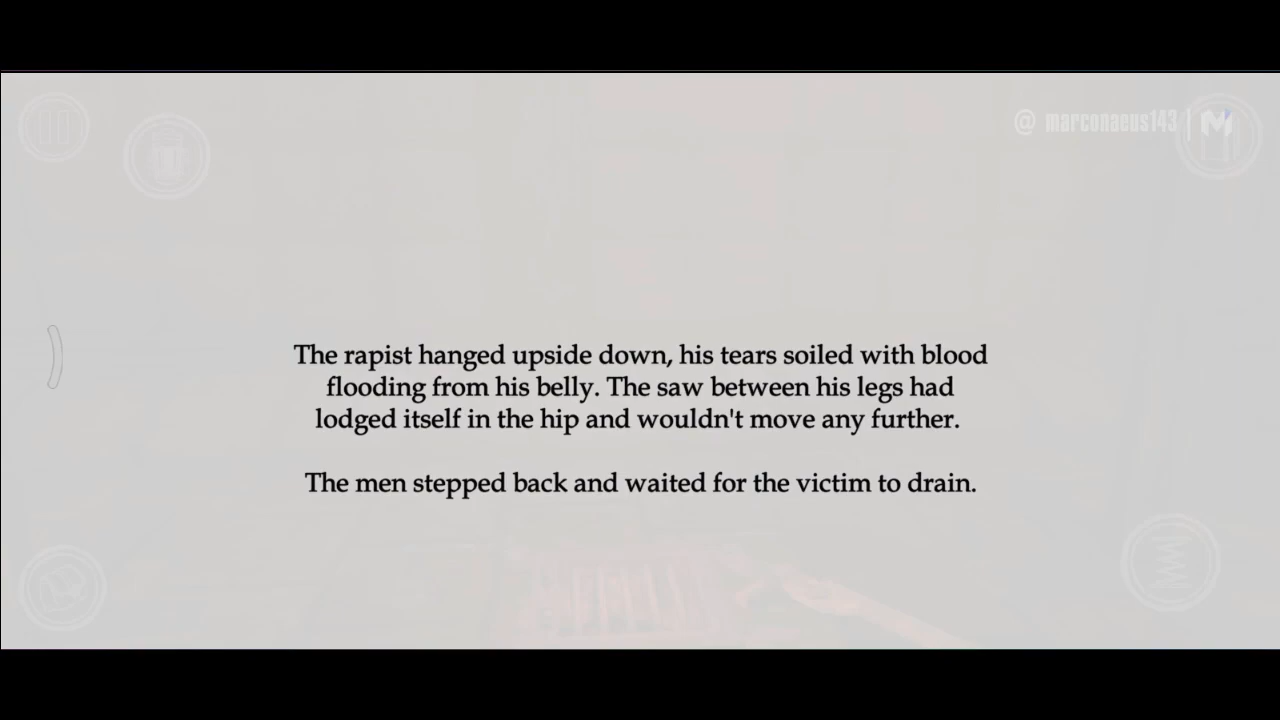 @ marconaeus143 |
The rapist hanged upside down, his tears soiled with blood
flooding from his belly. The saw between his legs had
lodged itself in the hip and wouldn't move any further.
The men stepped back and waited for the victim to drain.